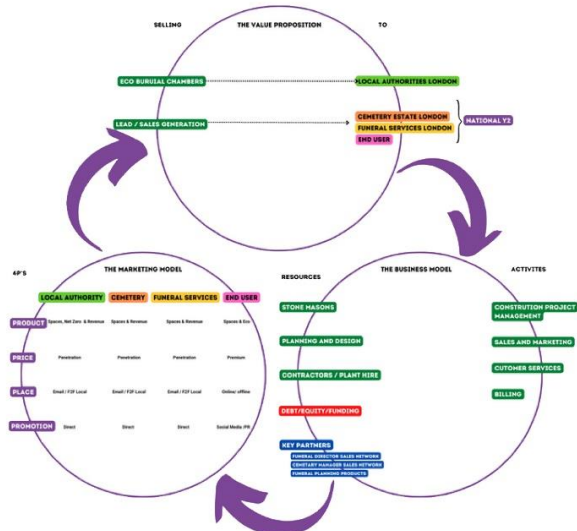 SELLING THE VALUE PROPOSITION TO
ECO BURUIAL CHAMBERS LOCAL AUTHORITIES LONDON
CEMETERY ESTATE LONDON
LEAD / SALES GENERATION FUNERAL SERVICES LONDON NATIONAL Y2
END USER
4P'S THE MARKETING MODEL
LOCAL AUTHORITY CEMETERY FUNERAL SERVICES END USER
PRODUCT Spaces, Net Zero & Revenue Spaces & Revenue Spaces & Revenue Spaces & Eco
PRICE Penetration Penetration Penetration Premium
PLACE Email / F2F Local Email / F2F Local Email / F2F Local Online/ offline
PROMOTION Direct Direct Direct Social Media /PR
RESOURCES THE BUSINESS MODEL ACTIVITES
STONE MASONS
PLANNING AND DESIGN
CONTRACTORS / PLANT HIRE
DEBT/EQUITY/FUNDING
KEY PARTNERS
FUNERAL DIRECTOR SALES NETWORK
CEMETARY MANAGER SALES NETWORK
FUNERAL PLANNING PRODUCTS
CONSTRUTION PROJECT
MANAGEMENT
SALES AND MARKETING
CUTOMER SERVICES
BILLING